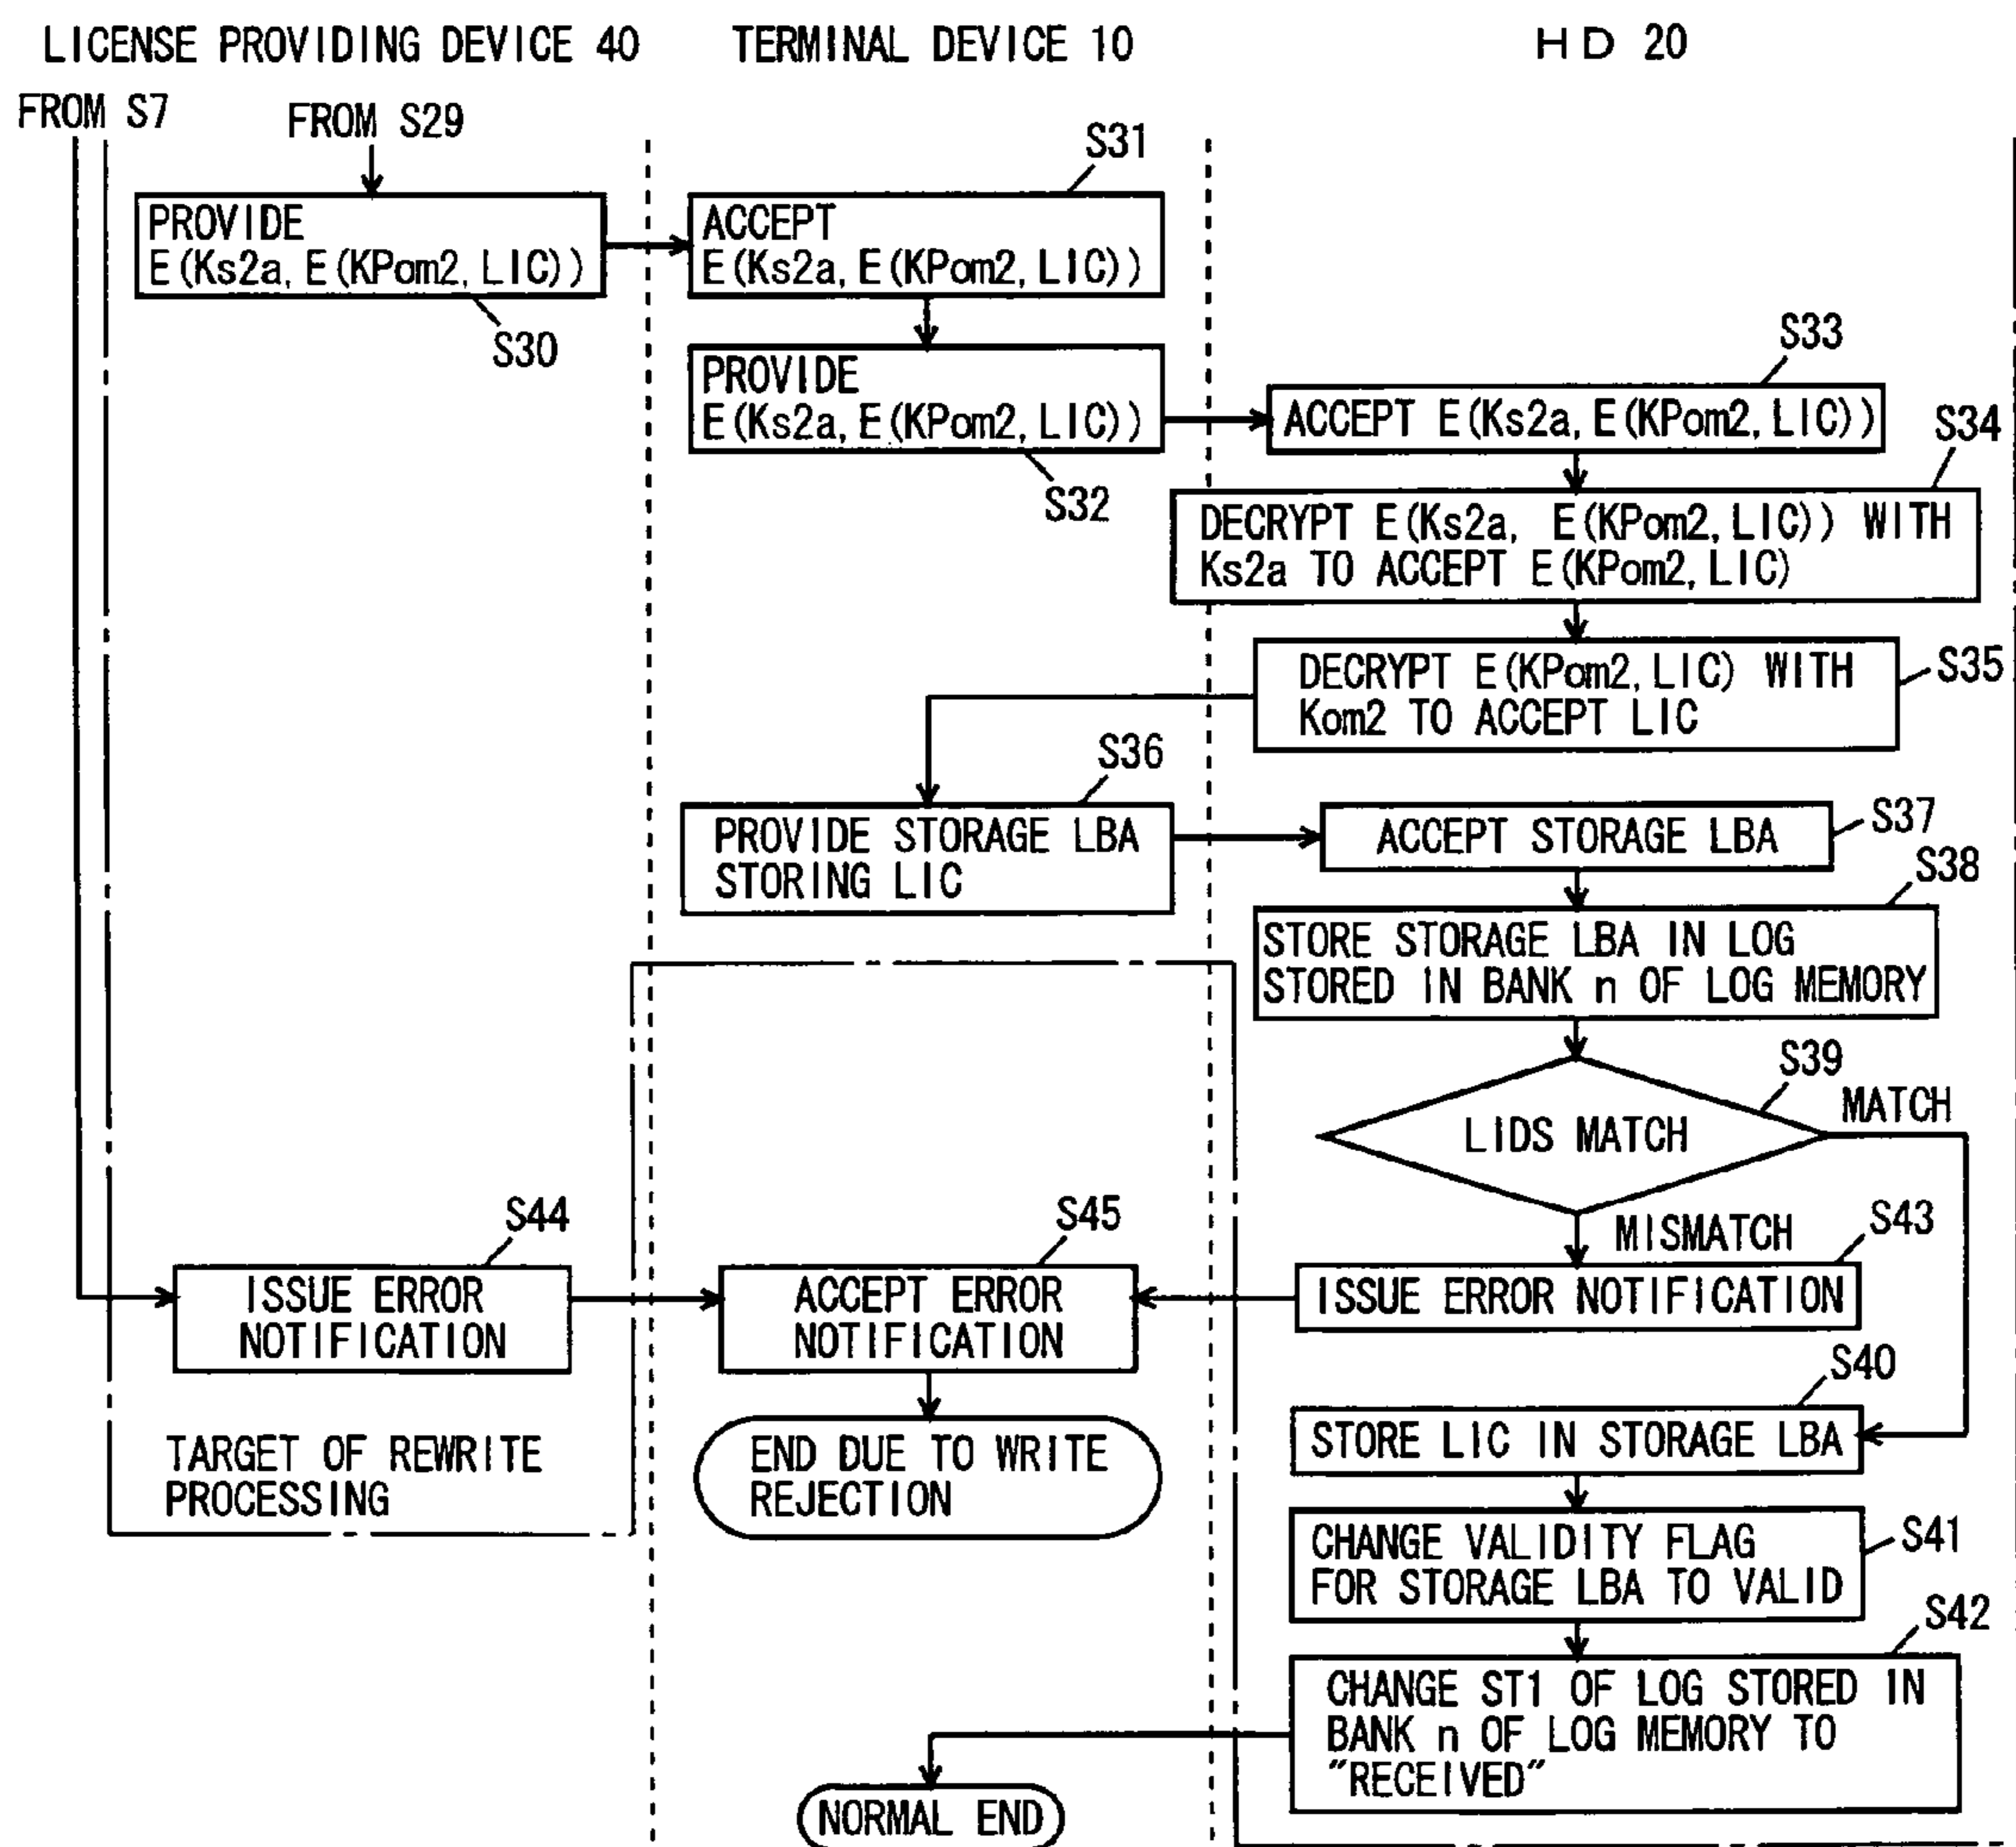 LICENSE PROVIDING DEVICE 40
TERMINAL DEVICE 10
HD 20
FROM S7
FROM S29
S31
PROVIDE
E(Ks2a, E(KPom2, LIC))
ACCEPT
E(Ks2a, E(KPom2, LIC))
S30
S33
PROVIDE
E(Ks2a, E(KPom2, LIC))
ACCEPT E(Ks2a, E(KPom2, LIC))
S34
S32
DECRYPT E(Ks2a, E(KPom2, LIC)) WITH
Ks2a TO ACCEPT E(KPom2, LIC)
DECRYPT E(KPom2, LIC) WITH
Kom2 TO ACCEPT LIC
S35
S36
PROVIDE STORAGE LBA
STORING LIC
ACCEPT STORAGE LBA
S37
S38
STORE STORAGE LBA IN LOG
STORED IN BANK n OF LOG MEMORY
S39
LIDS MATCH
MATCH
MISMATCH
S44
S45
S43
ISSUE ERROR
NOTIFICATION
ACCEPT ERROR
NOTIFICATION
ISSUE ERROR NOTIFICATION
S40
TARGET OF REWRITE
PROCESSING
END DUE TO WRITE
REJECTION
STORE LIC IN STORAGE LBA
CHANGE VALIDITY FLAG
FOR STORAGE LBA TO VALID
S41
S42
CHANGE ST1 OF LOG STORED IN
BANK n OF LOG MEMORY TO
"RECEIVED"
NORMAL END